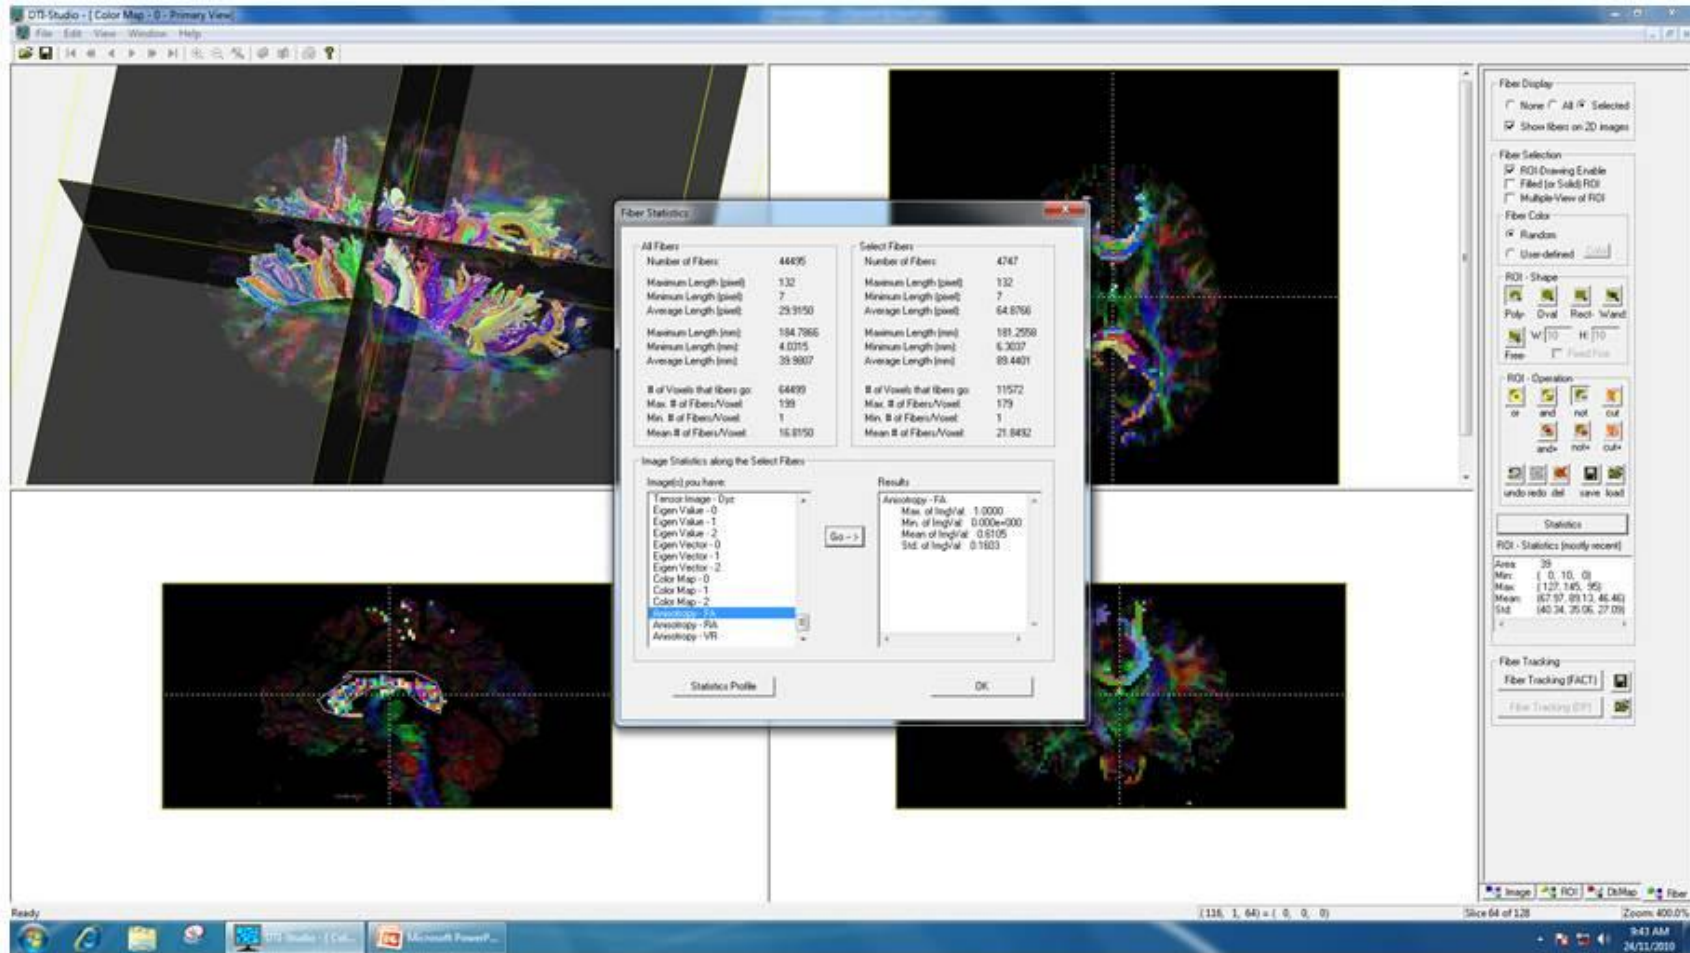 DTI-Studio - [ Color Map - 0 - Primary View]
File Edit View Window Help
Fiber Statistics
All Fibers
Number of Fibers: 44495
Maximum Length (pixel): 132
Minimum Length (pixel): 7
Average Length (pixel): 29.9150
Maximum Length (mm): 184.7866
Minimum Length (mm): 4.0315
Average Length (mm): 39.9807
# of Voxels that fibers go: 64499
Max. # of Fibers/Voxel: 199
Min. # of Fibers/Voxel: 1
Mean # of Fibers/Voxel: 16.8150
Select Fibers
Number of Fibers: 4747
Maximum Length (pixel): 132
Minimum Length (pixel): 7
Average Length (pixel): 64.8766
Maximum Length (mm): 181.2558
Minimum Length (mm): 6.3037
Average Length (mm): 89.4401
# of Voxels that fibers go: 11572
Max. # of Fibers/Voxel: 179
Min. # of Fibers/Voxel: 1
Mean # of Fibers/Voxel: 21.8492
Image Statistics along the Select Fibers
Image(s) you have:
Tensor Image - Dyz
Eigen Value - 0
Eigen Value - 1
Eigen Value - 2
Eigen Vector - 0
Eigen Vector - 1
Eigen Vector - 2
Color Map - 0
Color Map - 1
Color Map - 2
Anisotropy - FA
Anisotropy - RA
Anisotropy - VR
Go - >
Results
Anisotropy - FA
Max. of ImgVal: 1.0000
Min. of ImgVal: 0.000e+000
Mean of ImgVal: 0.6105
Std. of ImgVal: 0.1603
Statistics Profile
OK
Fiber Display
None All Selected
Show fibers on 2D images
Fiber Selection
ROI-Drawing Enable
Filled (or Solid) ROI
Multiple-View of ROI
Fiber Color
Random
User-defined Color
ROI - Shape
Poly- Oval Rect- Wand
W: 10 H: 10
Free- Fixed
ROI - Operation
or and not cut
and+ not+ cut+
undo redo del save load
Statistics
ROI - Statistics (mostly recent)
Area: 39
Min: ( 0, 10, 0)
Max: (127, 145, 95)
Mean: (67.97, 89.13, 46.46)
Std: (40.34, 35.06, 27.09)
Fiber Tracking
Fiber Tracking (FACT)
Fiber Tracking (DP)
Image ROI DtiMap Fiber
Ready
(116, 1, 64) = ( 0, 0, 0)
Slice 64 of 128
Zoom: 400.0%
DTI-Studio - [ Col...
Microsoft PowerP...
9:43 AM
24/11/2010